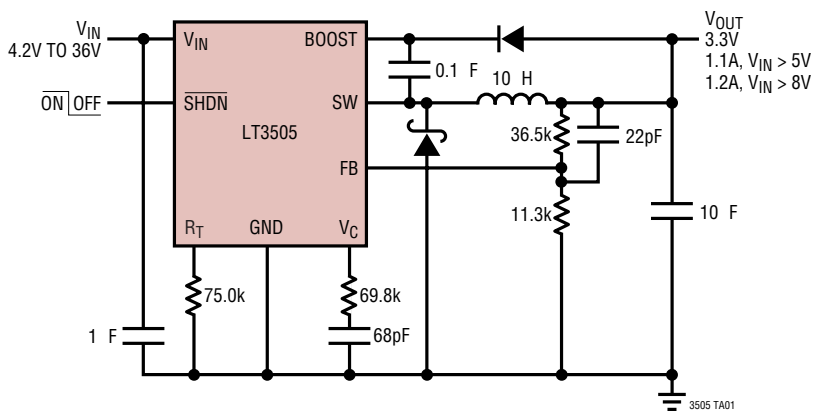 VIN
4.2V TO 36V
ON OFF
VIN
BOOST
SHDN
SW
LT3505
FB
RT
GND
VC
0.1 F
10 H
VOUT
3.3V
1.1A, VIN > 5V
1.2A, VIN > 8V
36.5k
22pF
11.3k
10 F
75.0k
69.8k
1 F
68pF
3505 TA01